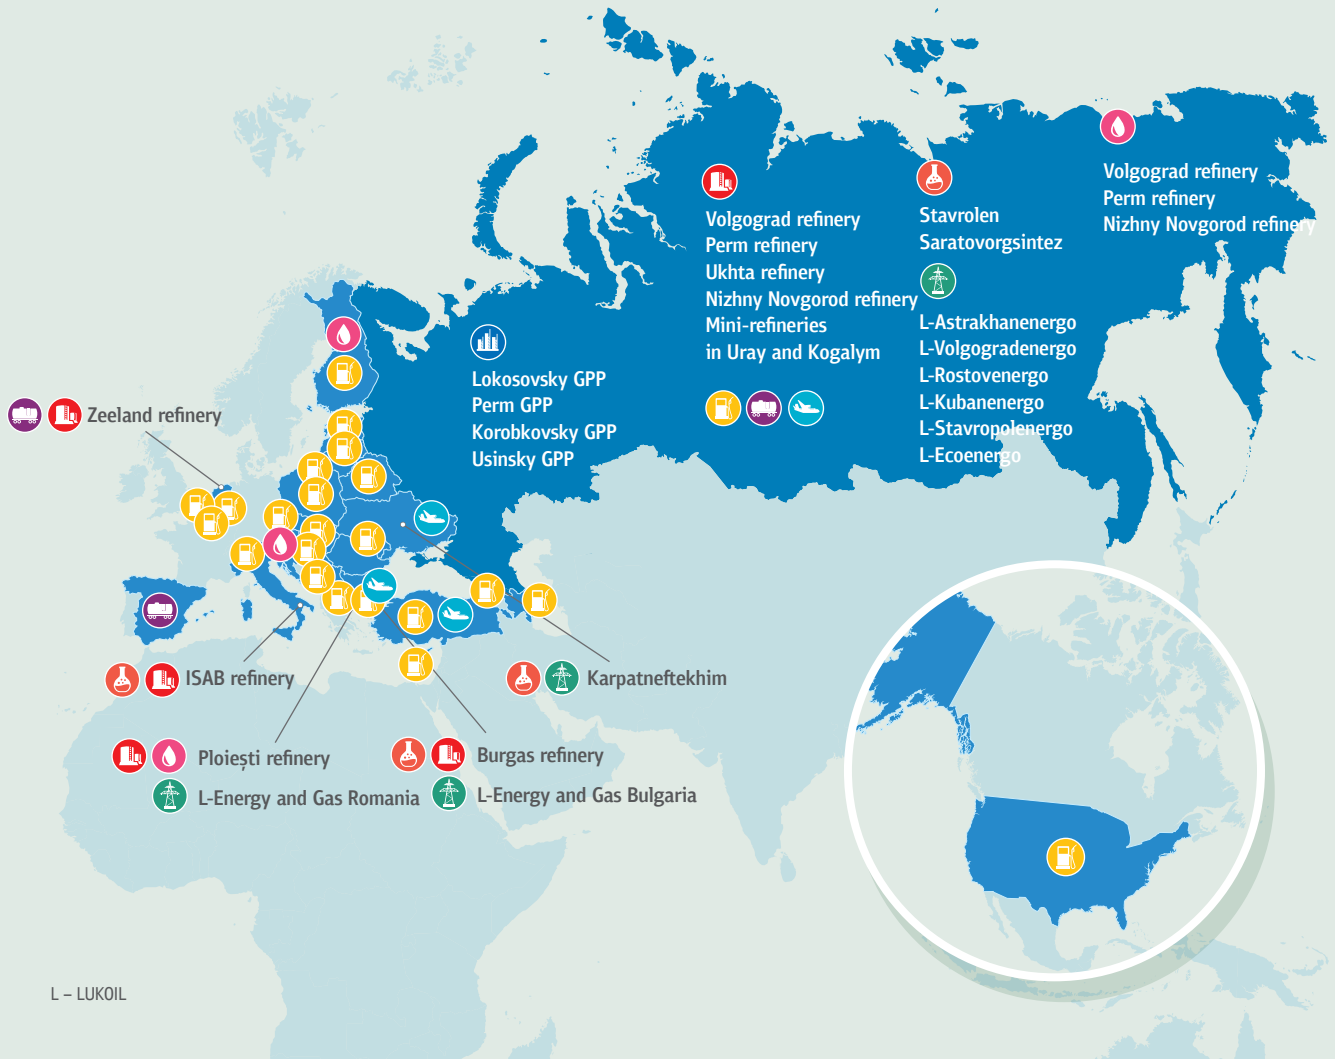 Volgograd refinery
Perm refinery
Nizhny Novgorod refinery
Volgograd refinery
Perm refinery
Ukhta refinery
Nizhny Novgorod refinery
Mini-refineries
in Uray and Kogalym
Stavrolen
Saratovorgsintez
L-Astrakhanenergo
L-Volgogradenergo
L-Rostovenergo
L-Kubanenergo
L-Stavropolenergo
L-Ecoenergo
Lokosovsky GPP
Perm GPP
Korobkovsky GPP
Usinsky GPP
Zeeland refinery
ISAB refinery
Karpatneftekhim
Ploiești refinery
L-Energy and Gas Romania
Burgas refinery
L-Energy and Gas Bulgaria
L – LUKOIL